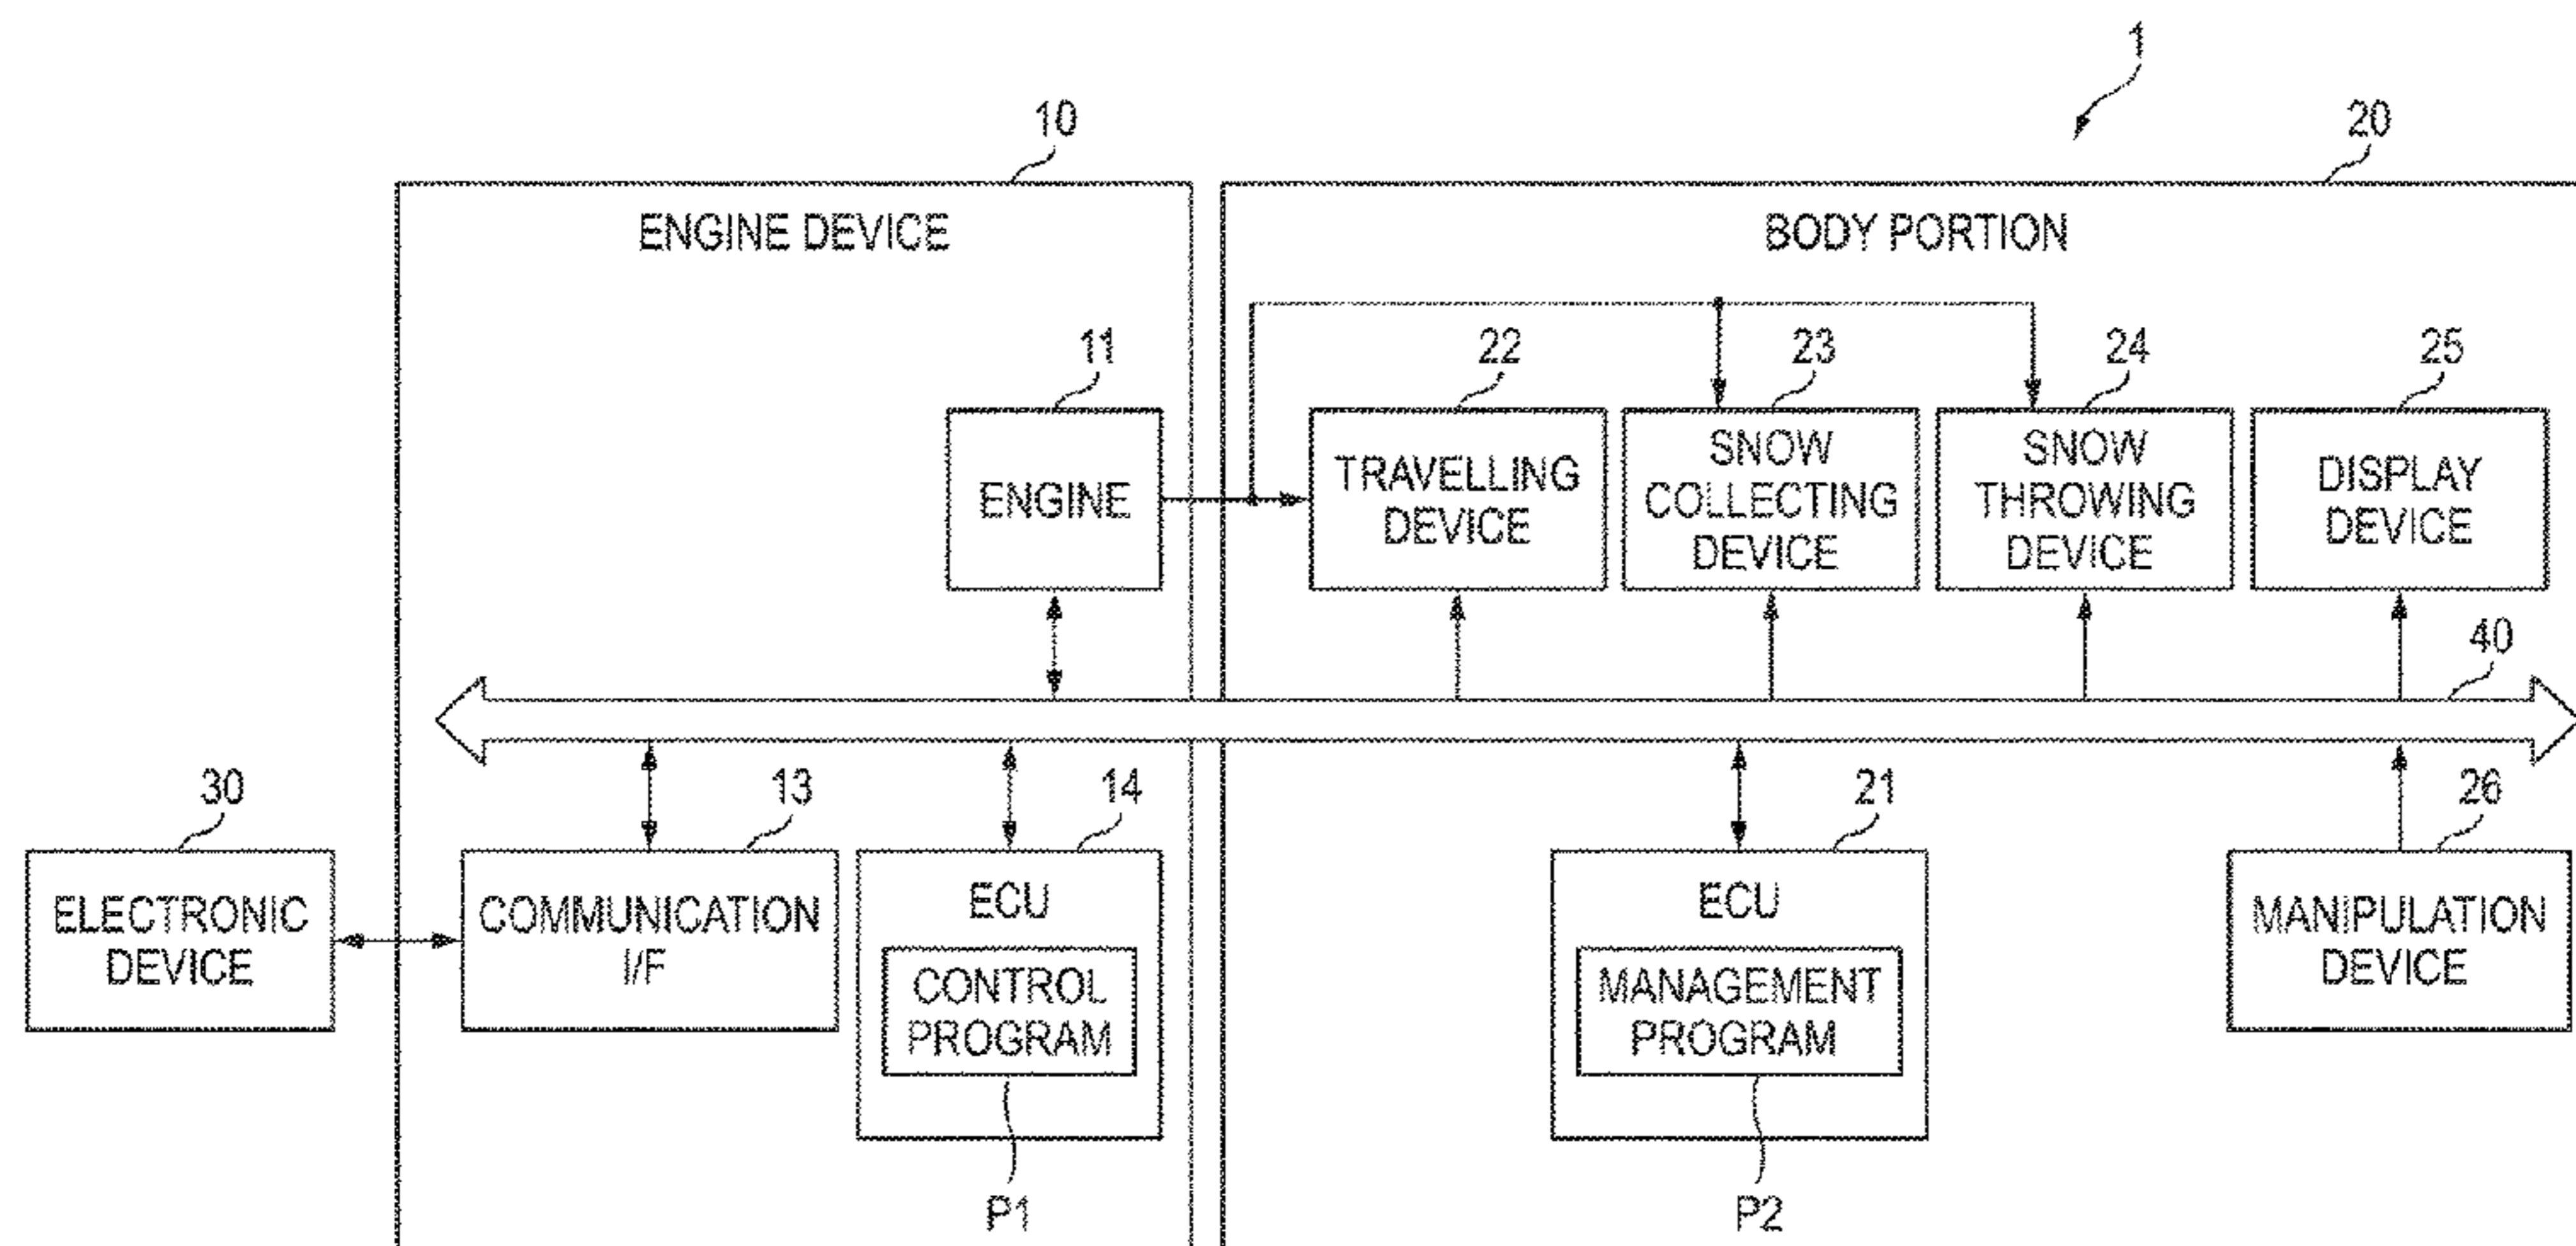 1
10
20
ENGINE DEVICE
BODY PORTION
11
22
23
24
25
ENGINE
TRAVELLING
DEVICE
SNOW
COLLECTING
DEVICE
SNOW
THROWING
DEVICE
DISPLAY
DEVICE
40
30
13
14
21
26
ELECTRONIC
DEVICE
COMMUNICATION
I/F
ECU
CONTROL
PROGRAM
ECU
MANAGEMENT
PROGRAM
MANIPULATION
DEVICE
P1
P2